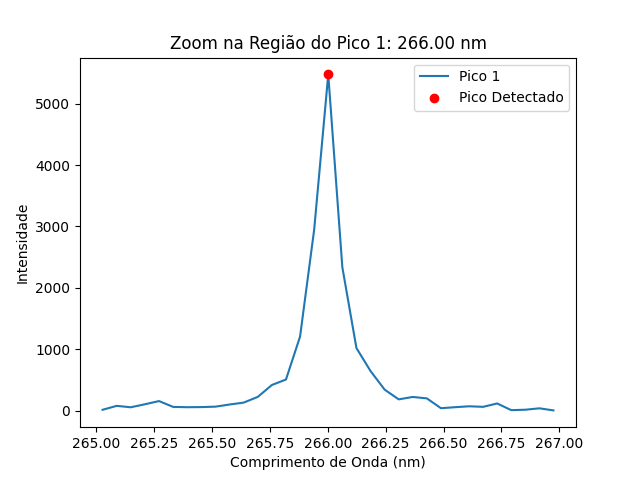 Zoom na Região do Pico 1: 266.00 nm
Pico 1
Pico Detectado
Intensidade
5000
4000
3000
2000
1000
0
265.00 265.25 265.50 265.75 266.00 266.25 266.50 266.75 267.00
Comprimento de Onda (nm)